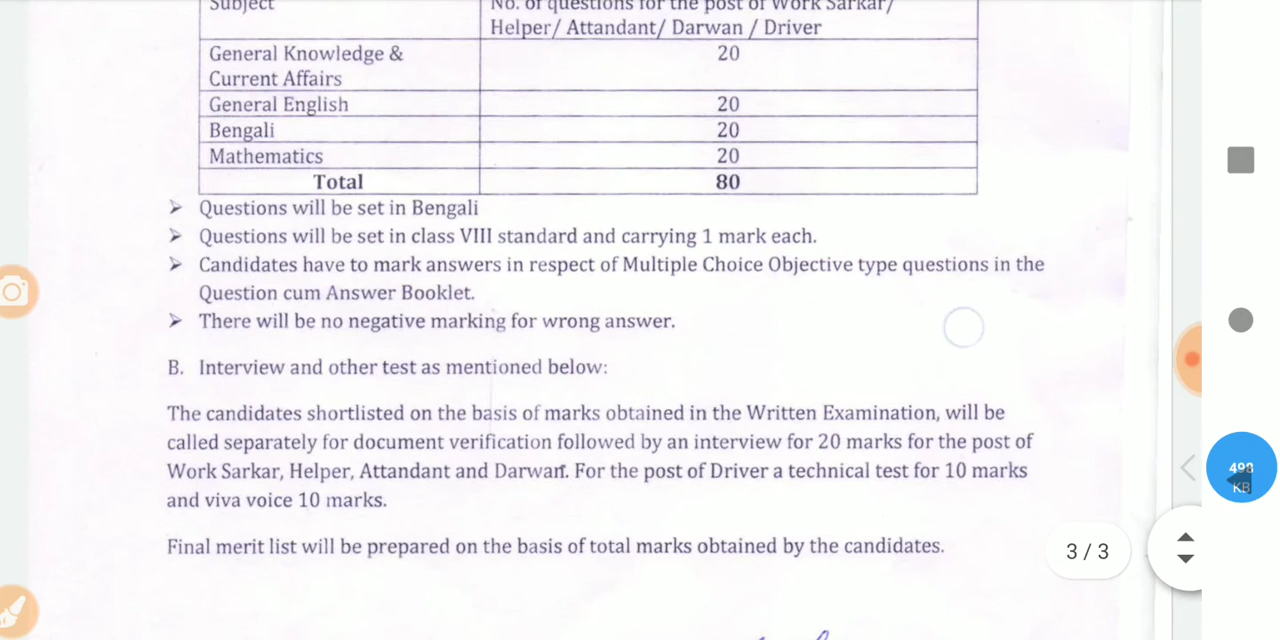 Subject
No. of questions for the post of Work Sarkar/
Helper/ Attandant/ Darwan / Driver
General Knowledge &
20
Current Affairs
General English
20
Bengali
20
Mathematics
20
Total
80
➢ Questions will be set in Bengali
➢ Questions will be set in class VIII standard and carrying 1 mark each.
➢ Candidates have to mark answers in respect of Multiple Choice Objective type questions in the
Question cum Answer Booklet.
➢ There will be no negative marking for wrong answer.
B. Interview and other test as mentioned below:
The candidates shortlisted on the basis of marks obtained in the Written Examination, will be
called separately for document verification followed by an interview for 20 marks for the post of
Work Sarkar, Helper, Attandant and Darwan. For the post of Driver a technical test for 10 marks
and viva voice 10 marks.
Final merit list will be prepared on the basis of total marks obtained by the candidates.
3 / 3
498
KB